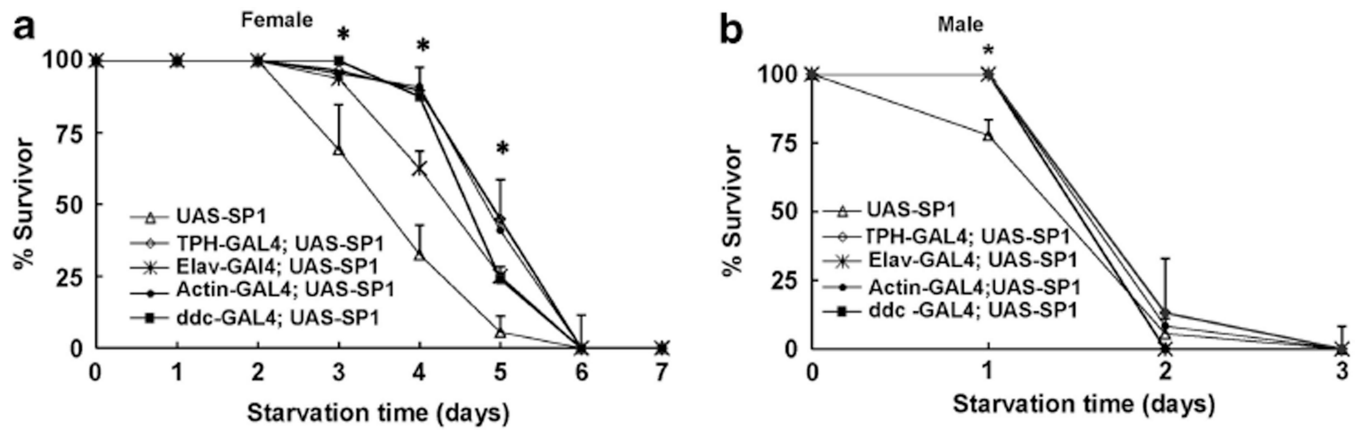 a
Female
*
*
*
100
75
50
25
0
% Survivor
UAS-SP1
TPH-GAL4; UAS-SP1
Elav-GAl4; UAS-SP1
Actin-GAL4; UAS-SP1
ddc-GAL4; UAS-SP1
0 1 2 3 4 5 6 7
Starvation time (days)
b
Male
*
100
75
50
25
0
% Survivor
UAS-SP1
TPH-GAL4; UAS-SP1
Elav-GAL4; UAS-SP1
Actin-GAL4;UAS-SP1
ddc -GAL4; UAS-SP1
0 1 2 3
Starvation time (days)